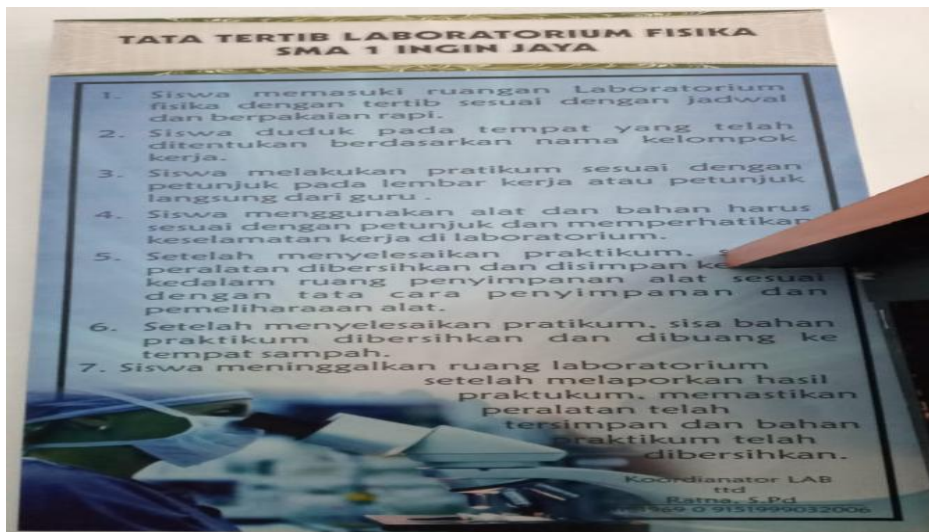 TATA TERTIB LABORATORIUM FISIKA
SMA 1 INGIN JAYA
1. Siswa memasuki ruangan Laboratorium
fisika dengan tertib sesuai dengan jadwal
dan berpakaian rapi.
2. Siswa duduk pada tempat yang telah
ditentukan berdasarkan nama kelompok
kerja.
3. Siswa melakukan pratikum sesuai dengan
petunjuk pada lembar kerja atau petunjuk
langsung dari guru .
4. Siswa menggunakan alat dan bahan harus
sesuai dengan petunjuk dan memperhatikan
keselamatan kerja di laboratorium.
5. Setelah menyelesaikan praktikum,
peralatan dibersihkan dan disimpan
kedalam ruang penyimpanan alat sesuai
dengan tata cara penyimpanan dan
pemeliharaaan alat.
6. Setelah menyelesaikan pratikum, sisa bahan
praktikum dibersihkan dan dibuang ke
tempat sampah.
7. Siswa meninggalkan ruang laboratorium
setelah melaporkan hasil
praktukum, memastikan
peralatan telah
tersimpan dan bahan
praktikum telah
dibersihkan.
Koordianator LAB
ttd
Ratna, S.Pd